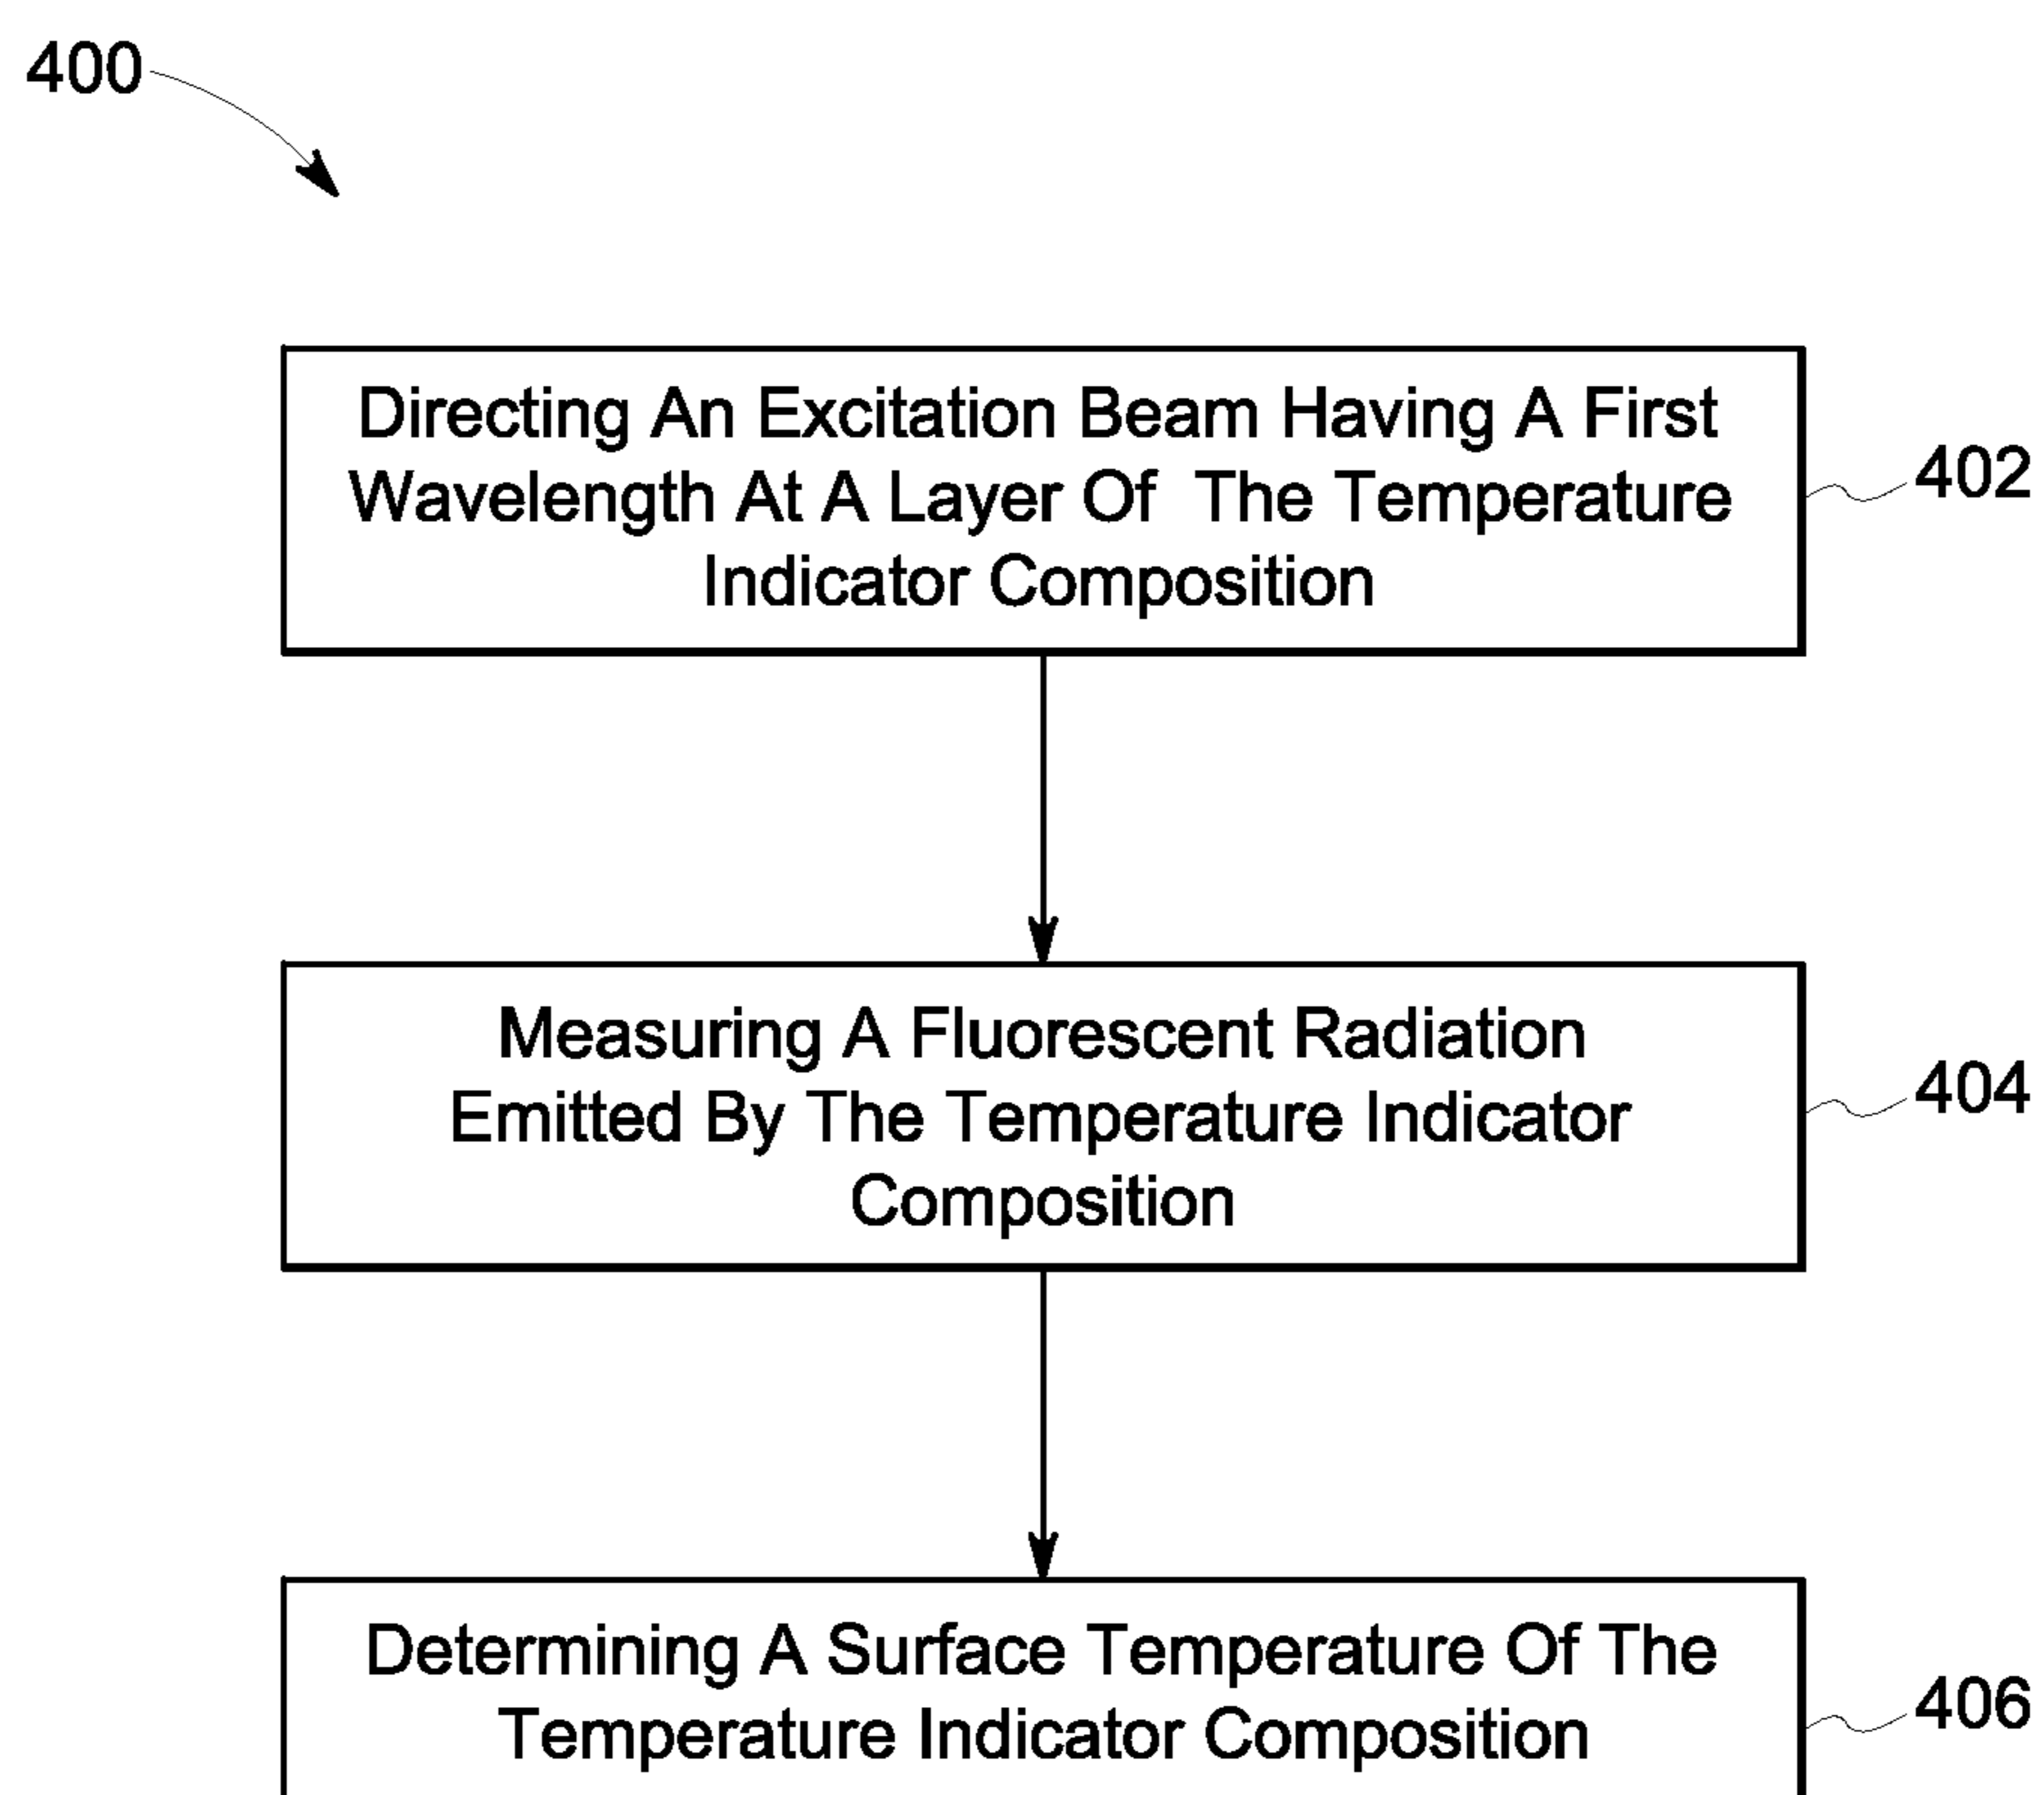 400
Directing An Excitation Beam Having A First
Wavelength At A Layer Of The Temperature
Indicator Composition
402
Measuring A Fluorescent Radiation
Emitted By The Temperature Indicator
Composition
404
Determining A Surface Temperature Of The
Temperature Indicator Composition
406